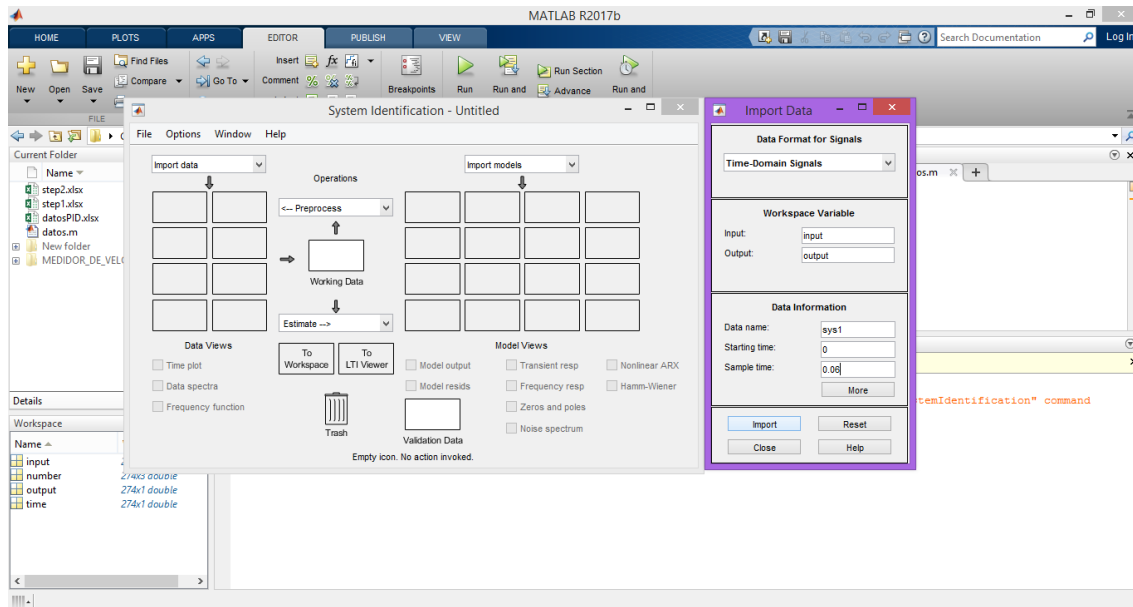 MATLAB R2017b
HOME PLOTS APPS EDITOR PUBLISH VIEW
Search Documentation
Log In
New Open Save
Find Files
Compare
Go To
Insert fx
Comment
Breakpoints Run Run and
Run Section
Advance
Run and
FILE
Current Folder
Name
step2.xlsx
step1.xlsx
datosPID.xlsx
datos.m
New folder
MEDIDOR_DE_VEL
Details
Workspace
Name
input
number 274x3 double
output 274x1 double
time 274x1 double
System Identification - Untitled
File Options Window Help
Import data
Import models
Operations
<-- Preprocess
Working Data
Estimate -->
Data Views
Time plot
Data spectra
Frequency function
To
Workspace
To
LTI Viewer
Trash
Model Views
Model output
Transient resp
Nonlinear ARX
Model resids
Frequency resp
Hamm-Wiener
Zeros and poles
Noise spectrum
Validation Data
Empty icon. No action invoked.
Import Data
Data Format for Signals
Time-Domain Signals
Workspace Variable
Input: input
Output: output
Data Information
Data name: sys1
Starting time: 0
Sample time: 0.06
More
Import Reset
Close Help
os.m
temIdentification" command